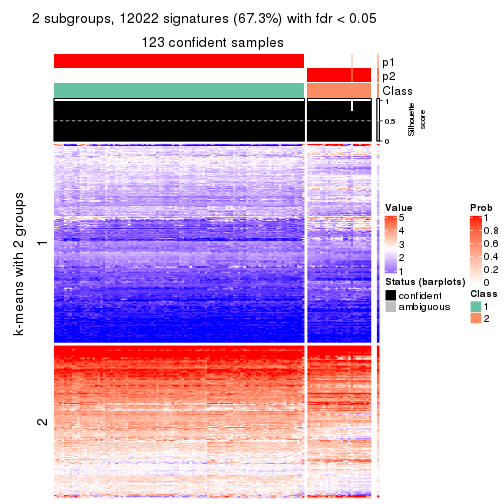 2 subgroups, 12022 signatures (67.3%) with fdr < 0.05
123 confident samples
p1
p2
Class
1
0.5
0
Silhouette
score
k-means with 2 groups
1
2
Value
5
4
3
2
1
Status (barplots)
confident
ambiguous
Prob
1
0.8
0.6
0.4
0.2
0
Class
1
2